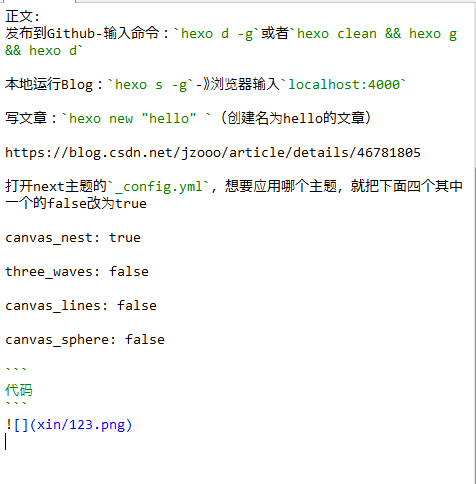 正文:
发布到Github-输入命令：`hexo d -g`或者`hexo clean && hexo g
&& hexo d`
本地运行Blog：`hexo s -g`-》浏览器输入`localhost:4000`
写文章：`hexo new "hello" `（创建名为hello的文章）
https://blog.csdn.net/jzooo/article/details/46781805
打开next主题的`_config.yml`，想要应用哪个主题，就把下面四个其中
一个的false改为true
canvas_nest: true
three_waves: false
canvas_lines: false
canvas_sphere: false
```
代码
```
![](xin/123.png)